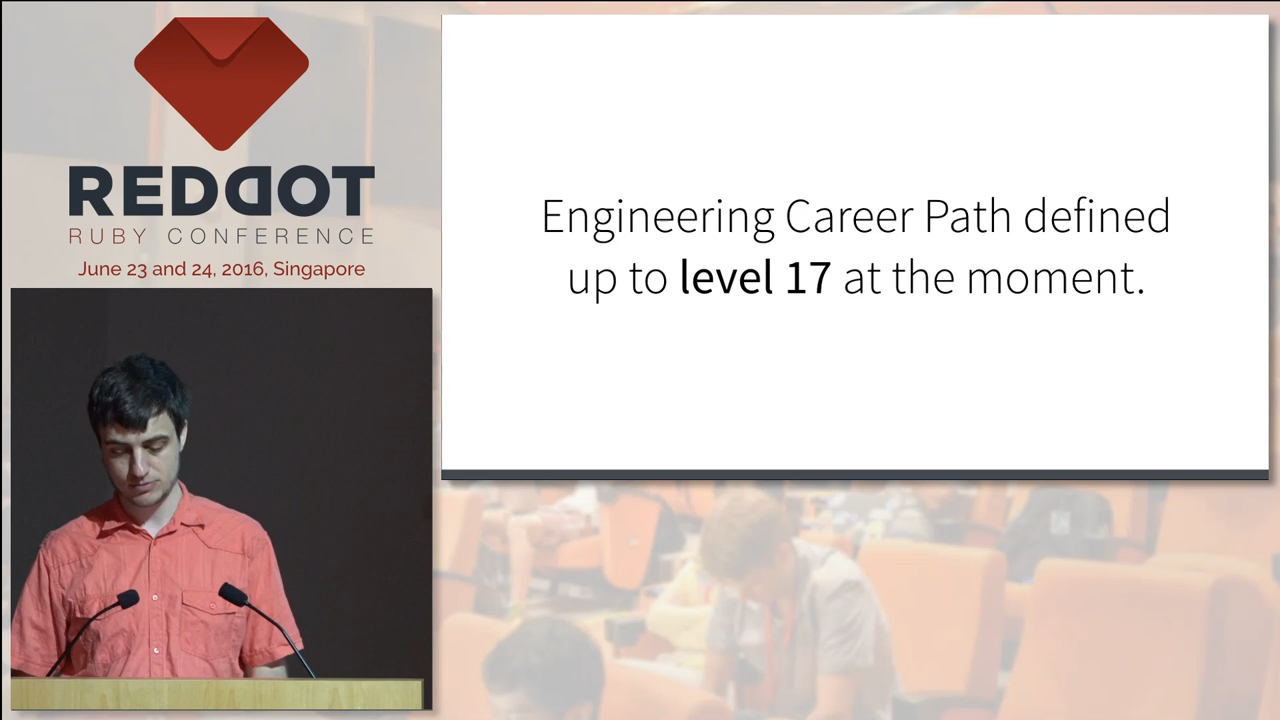 REDDOT
RUBY CONFERENCE
June 23 and 24, 2016, Singapore
Engineering Career Path defined
up to level 17 at the moment.